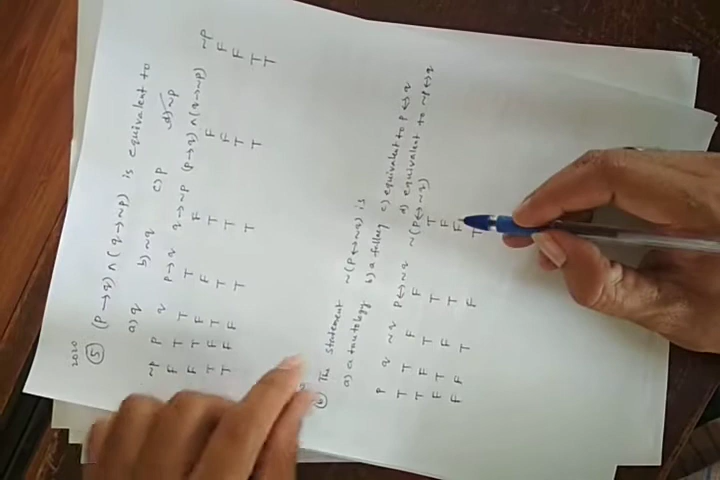 2020
5 (p→q) ∧ (q→~p) is equivalent to
a) q b) ~q c) p d) ~p
~p p q p→q q→~p (p→q) ∧ (q→~p) ~p
F T T T F F F
F T F F T F F
T F T T T T T
T F F T T T T
6 The statement ~(p↔~q) is
a) a tautology b) a fallacy c) equivalent to p↔q
d) equivalent to ~p↔q
p q ~q p↔~q ~(p↔~q)
T T F F T
T F T T F
F T F T F
F F T F T